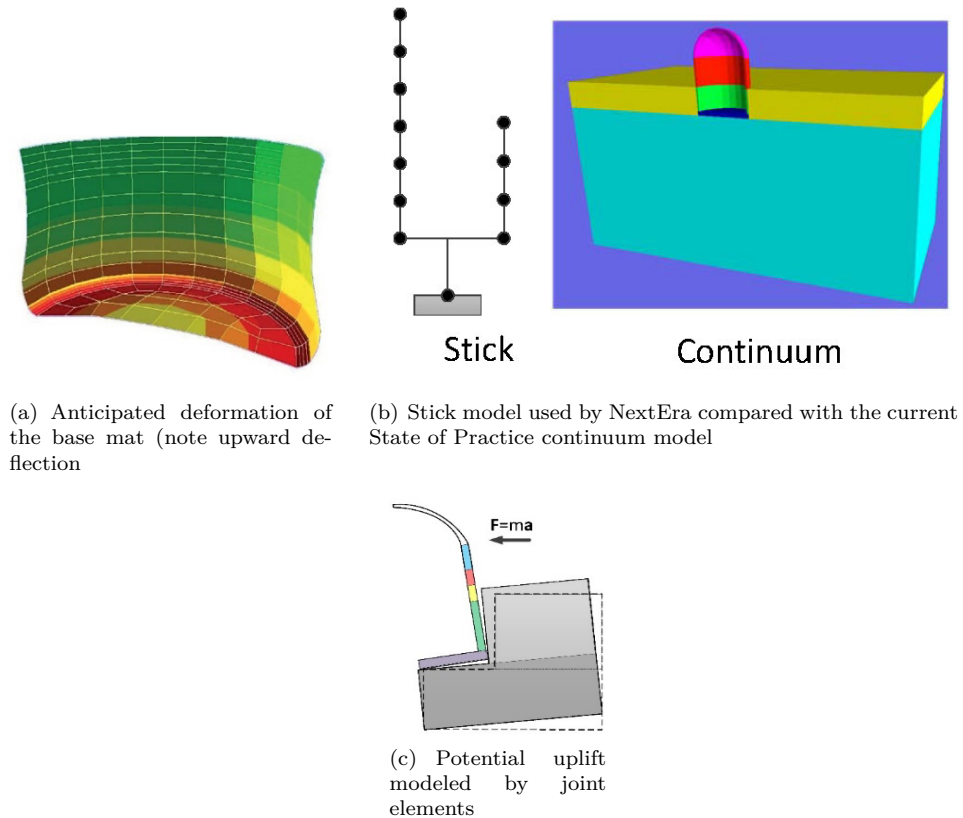 Stick
Continuum
(a) Anticipated deformation of
the base mat (note upward de-
flection
(b) Stick model used by NextEra compared with the current
State of Practice continuum model
F=ma
(c) Potential uplift
modeled by joint
elements